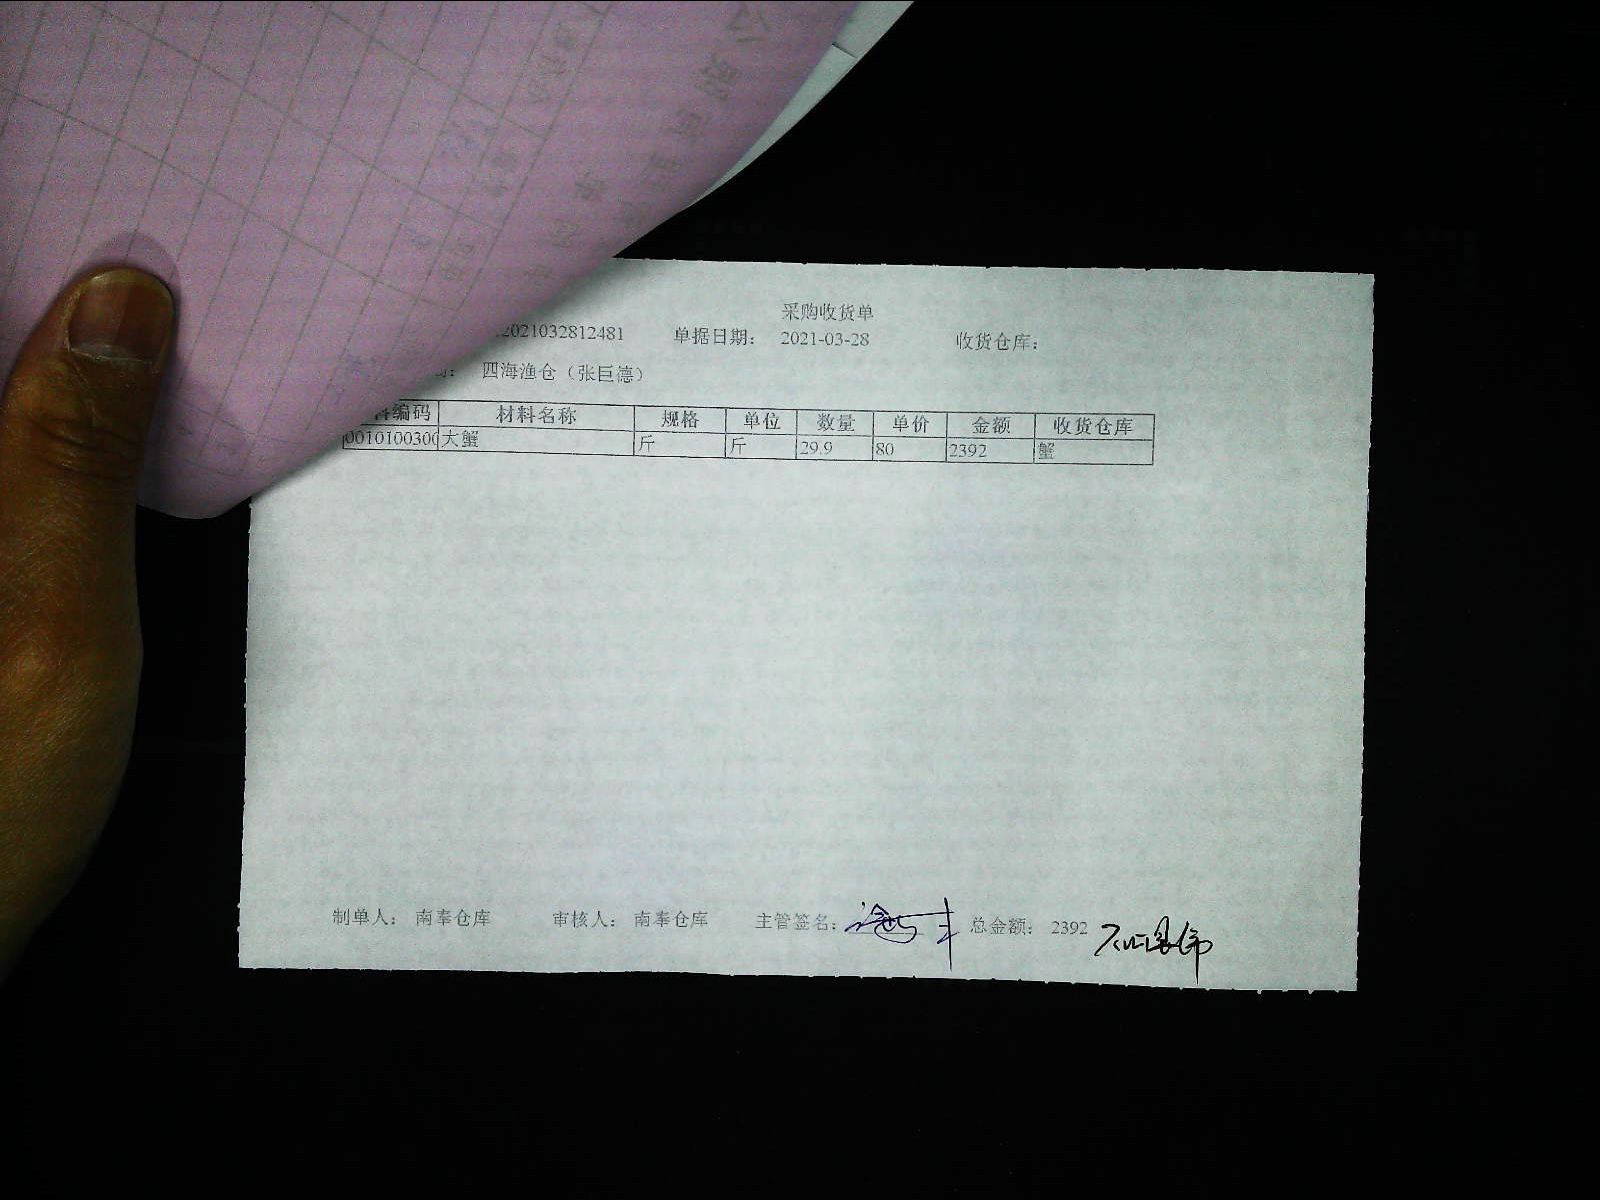 采购收货单
2021032812481 单据日期： 2021-03-28 收货仓库：
四海渔仓（张巨德）
料编码 材料名称 规格 单位 数量 单价 金额 收货仓库
0010100300 大蟹 斤 斤 29.9 80 2392 蟹
制单人： 南奉仓库 审核人： 南奉仓库 主管签名： 总金额： 2392